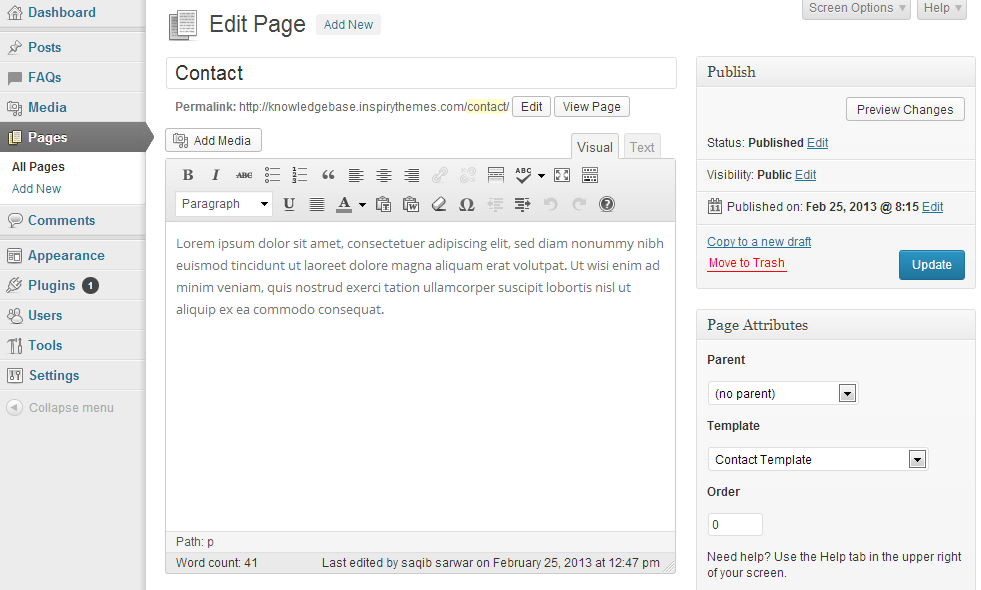 Dashboard
Posts
FAQs
Media
Pages
All Pages
Add New
Comments
Appearance
Plugins 1
Users
Tools
Settings
Collapse menu
Screen Options
Help
Edit Page
Add New
Contact
Permalink: http://knowledgebase.inspirythemes.com/contact/ Edit View Page
Add Media
Visual Text
B I ABC ABC
Paragraph U A
Lorem ipsum dolor sit amet, consectetuer adipiscing elit, sed diam nonummy nibh
euismod tincidunt ut laoreet dolore magna aliquam erat volutpat. Ut wisi enim ad
minim veniam, quis nostrud exerci tation ullamcorper suscipit lobortis nisl ut
aliquip ex ea commodo consequat.
Path: p
Word count: 41 Last edited by saqib sarwar on February 25, 2013 at 12:47 pm
Publish
Preview Changes
Status: Published Edit
Visibility: Public Edit
11 Published on: Feb 25, 2013 @ 8:15 Edit
Copy to a new draft
Move to Trash
Update
Page Attributes
Parent
(no parent)
Template
Contact Template
Order
0
Need help? Use the Help tab in the upper right
of your screen.